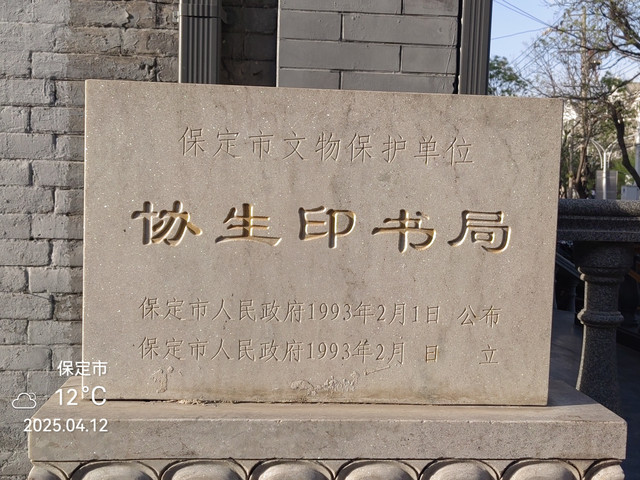 保定市文物保护单位
协生印书局
保定市人民政府1993年2月1日 公布
保定市人民政府1993年2月 日 立
保定市
12°C
2025.04.12